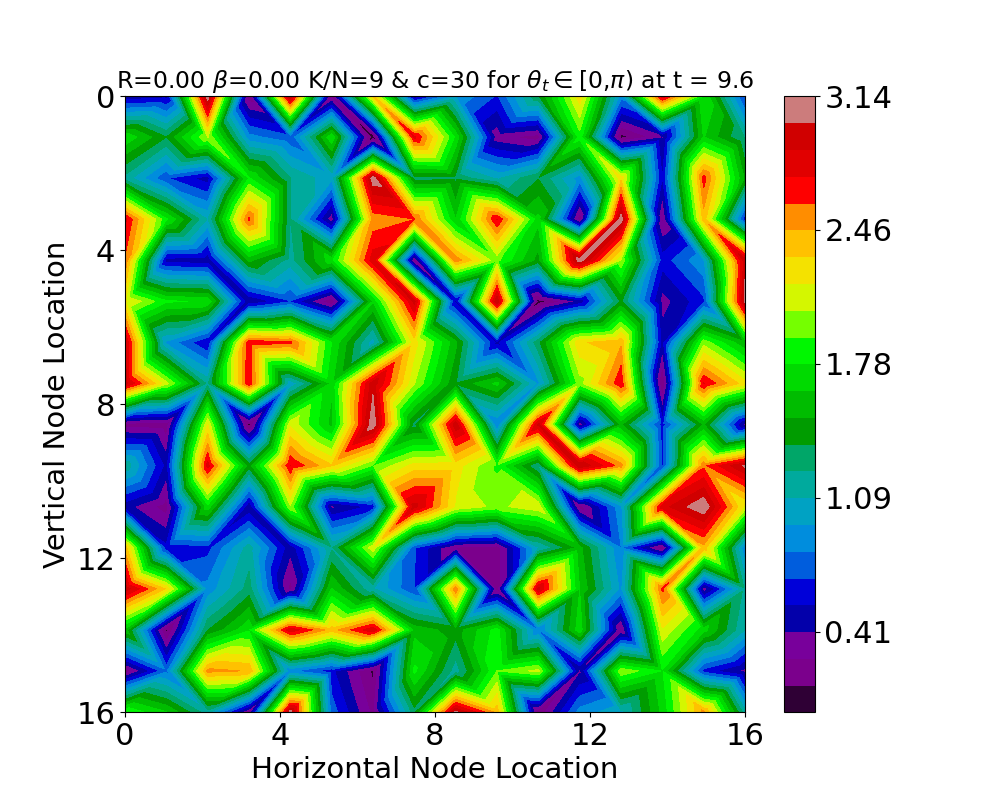 R=0.00 β=0.00 K/N=9 & c=30 for θₜ∈[0,π) at t = 9.6
0
4
8
12
16
0 4 8 12 16
Vertical Node Location
Horizontal Node Location
3.14
2.46
1.78
1.09
0.41